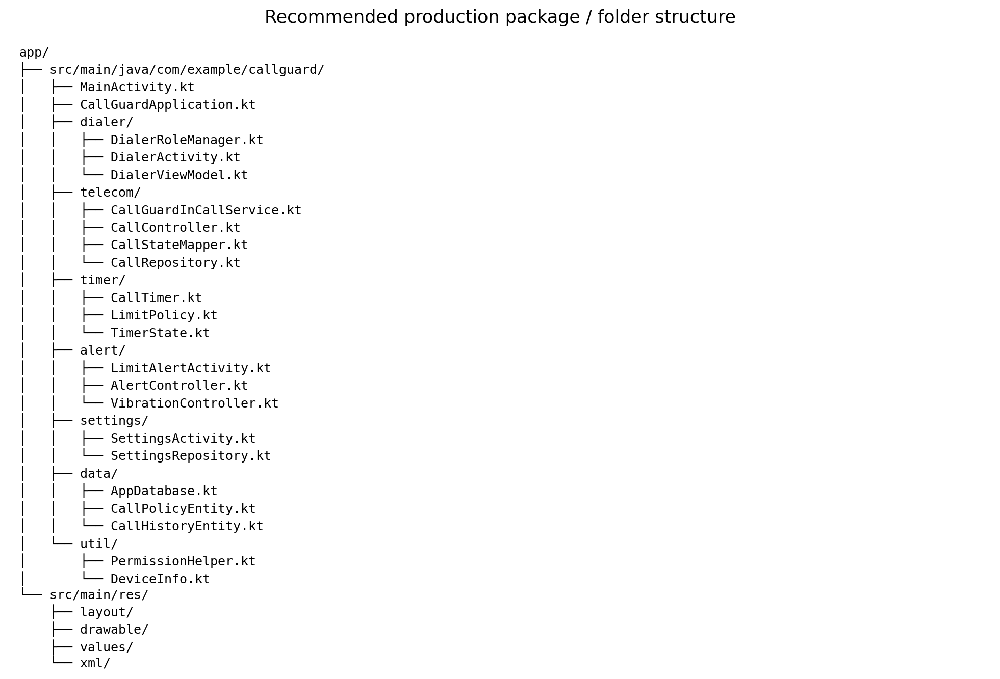 Recommended production package / folder structure
app/
├── src/main/java/com/example/callguard/
│   ├── MainActivity.kt
│   ├── CallGuardApplication.kt
│   ├── dialer/
│   │   ├── DialerRoleManager.kt
│   │   ├── DialerActivity.kt
│   │   └── DialerViewModel.kt
│   ├── telecom/
│   │   ├── CallGuardInCallService.kt
│   │   ├── CallController.kt
│   │   ├── CallStateMapper.kt
│   │   └── CallRepository.kt
│   ├── timer/
│   │   ├── CallTimer.kt
│   │   ├── LimitPolicy.kt
│   │   └── TimerState.kt
│   ├── alert/
│   │   ├── LimitAlertActivity.kt
│   │   ├── AlertController.kt
│   │   └── VibrationController.kt
│   ├── settings/
│   │   ├── SettingsActivity.kt
│   │   └── SettingsRepository.kt
│   ├── data/
│   │   ├── AppDatabase.kt
│   │   ├── CallPolicyEntity.kt
│   │   └── CallHistoryEntity.kt
│   └── util/
│       ├── PermissionHelper.kt
│       └── DeviceInfo.kt
└── src/main/res/
    ├── layout/
    ├── drawable/
    ├── values/
    └── xml/